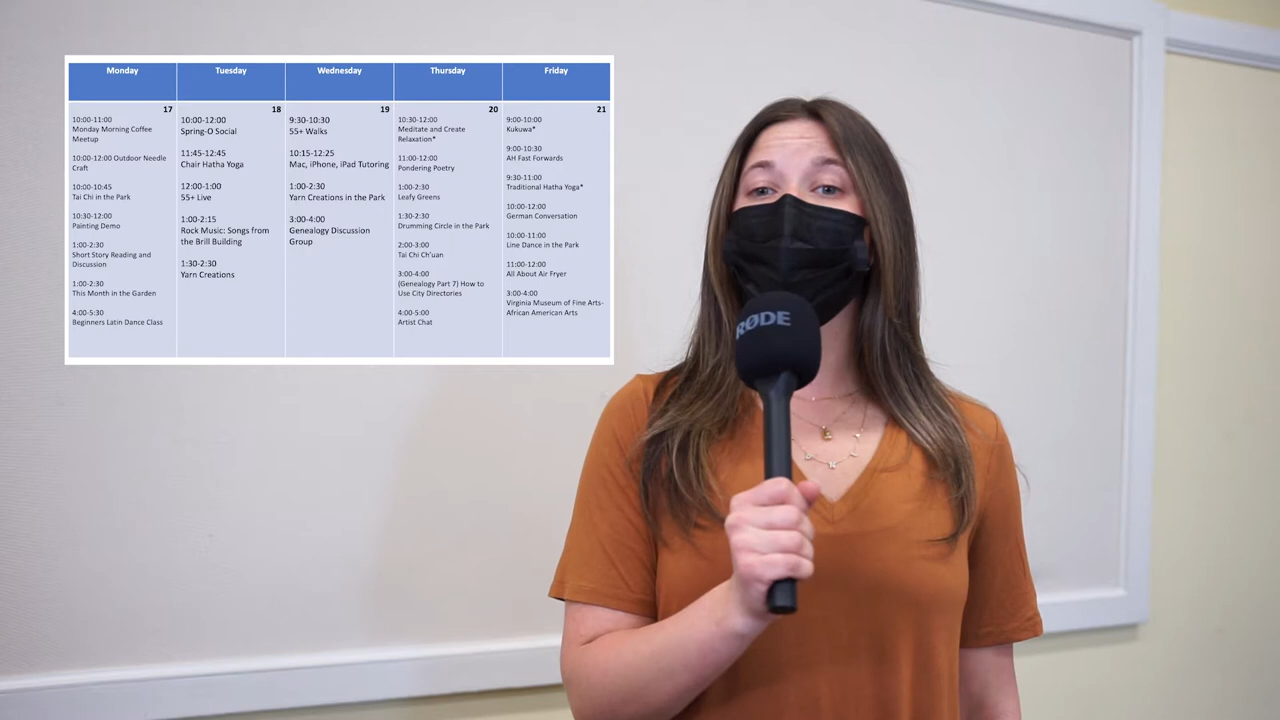 Monday
Tuesday
Wednesday
Thursday
Friday
17
10:00-11:00
Monday Morning Coffee
Meetup
10:00-12:00 Outdoor Needle
Craft
10:00-10:45
Tai Chi in the Park
10:30-12:00
Painting Demo
1:00-2:30
Short Story Reading and
Discussion
1:00-2:30
This Month in the Garden
4:00-5:30
Beginners Latin Dance Class
18
10:00-12:00
Spring-O Social
11:45-12:45
Chair Hatha Yoga
12:00-1:00
55+ Live
1:00-2:15
Rock Music: Songs from
the Brill Building
1:30-2:30
Yarn Creations
19
9:30-10:30
55+ Walks
10:15-12:25
Mac, iPhone, iPad Tutoring
1:00-2:30
Yarn Creations in the Park
3:00-4:00
Genealogy Discussion
Group
20
10:30-12:00
Meditate and Create
Relaxation*
11:00-12:00
Pondering Poetry
1:00-2:30
Leafy Greens
1:30-2:30
Drumming Circle in the Park
2:00-3:00
Tai Chi Ch'uan
3:00-4:00
(Genealogy Part 7) How to
Use City Directories
4:00-5:00
Artist Chat
21
9:00-10:00
Kukuwa*
9:00-10:30
AH Fast Forwards
9:30-11:00
Traditional Hatha Yoga*
10:00-12:00
German Conversation
10:00-11:00
Line Dance in the Park
11:00-12:00
All About Air Fryer
3:00-4:00
Virginia Museum of Fine Arts-
African American Arts
RØDE